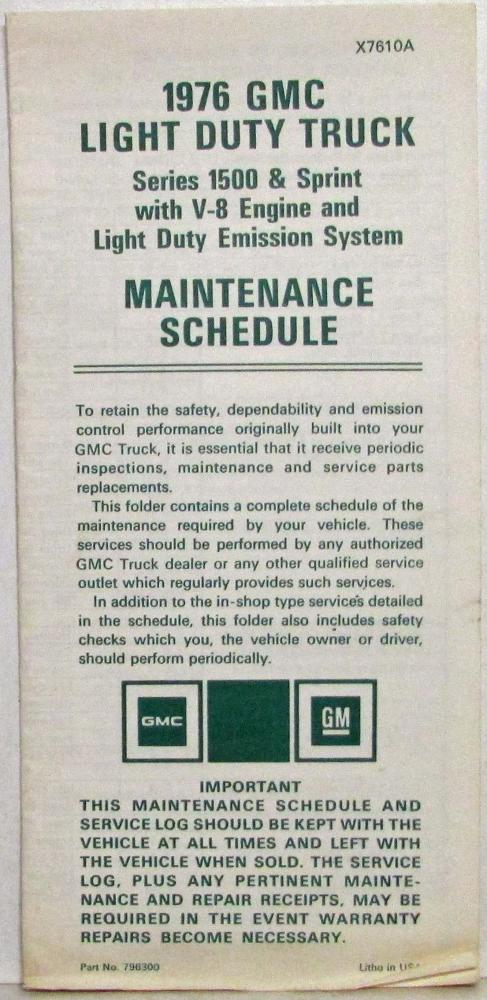 X7610A
1976 GMC
LIGHT DUTY TRUCK
Series 1500 & Sprint
with V-8 Engine and
Light Duty Emission System
MAINTENANCE
SCHEDULE
To retain the safety, dependability and emission
control performance originally built into your
GMC Truck, it is essential that it receive periodic
inspections, maintenance and service parts
replacements.
This folder contains a complete schedule of the
maintenance required by your vehicle. These
services should be performed by any authorized
GMC Truck dealer or any other qualified service
outlet which regularly provides such services.
In addition to the in-shop type services detailed
in the schedule, this folder also includes safety
checks which you, the vehicle owner or driver,
should perform periodically.
GMC GM
IMPORTANT
THIS MAINTENANCE SCHEDULE AND
SERVICE LOG SHOULD BE KEPT WITH THE
VEHICLE AT ALL TIMES AND LEFT WITH
THE VEHICLE WHEN SOLD. THE SERVICE
LOG, PLUS ANY PERTINENT MAINTE-
NANCE AND REPAIR RECEIPTS, MAY BE
REQUIRED IN THE EVENT WARRANTY
REPAIRS BECOME NECESSARY.
Part No. 796300 Litho in